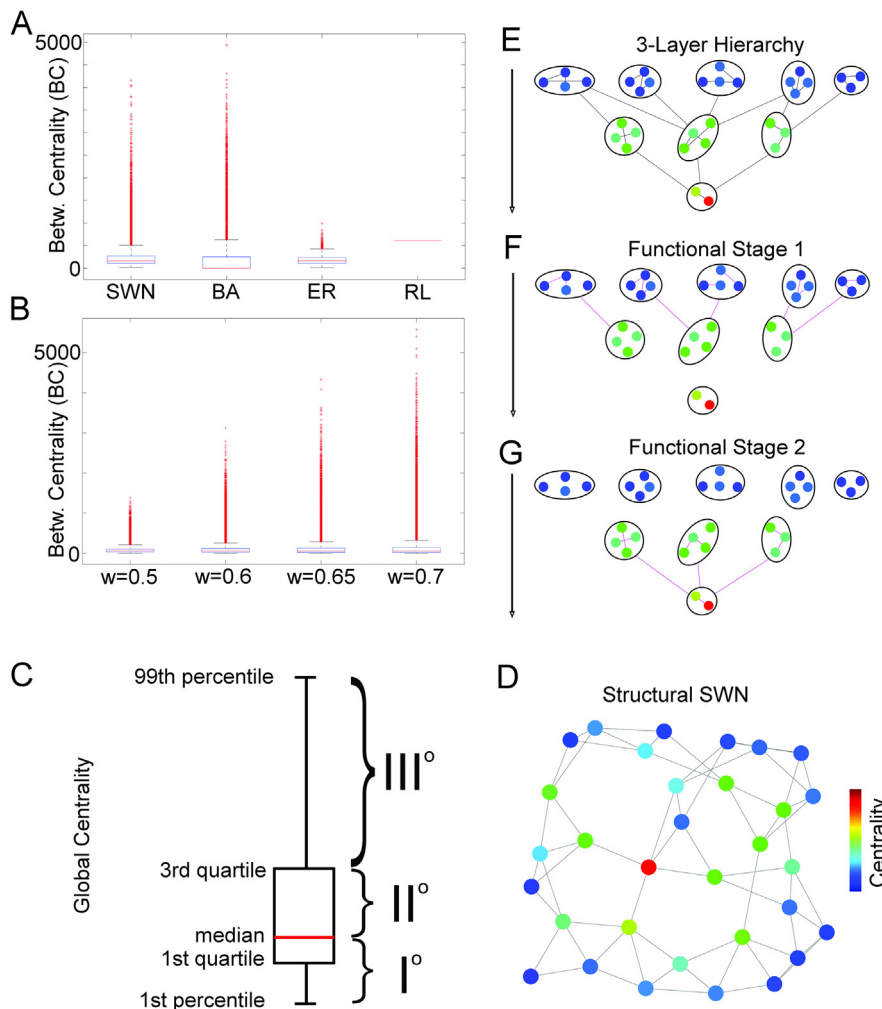 A
5000
Betw. Centrality (BC)
0
SWN BA ER RL
B
5000
Betw. Centrality (BC)
0
w=0.5 w=0.6 w=0.65 w=0.7
C
99th percentile
Global Centrality
IIIº
3rd quartile
IIº
median
1st quartile
Iº
1st percentile
E
3-Layer Hierarchy
F
Functional Stage 1
G
Functional Stage 2
D
Structural SWN
Centrality